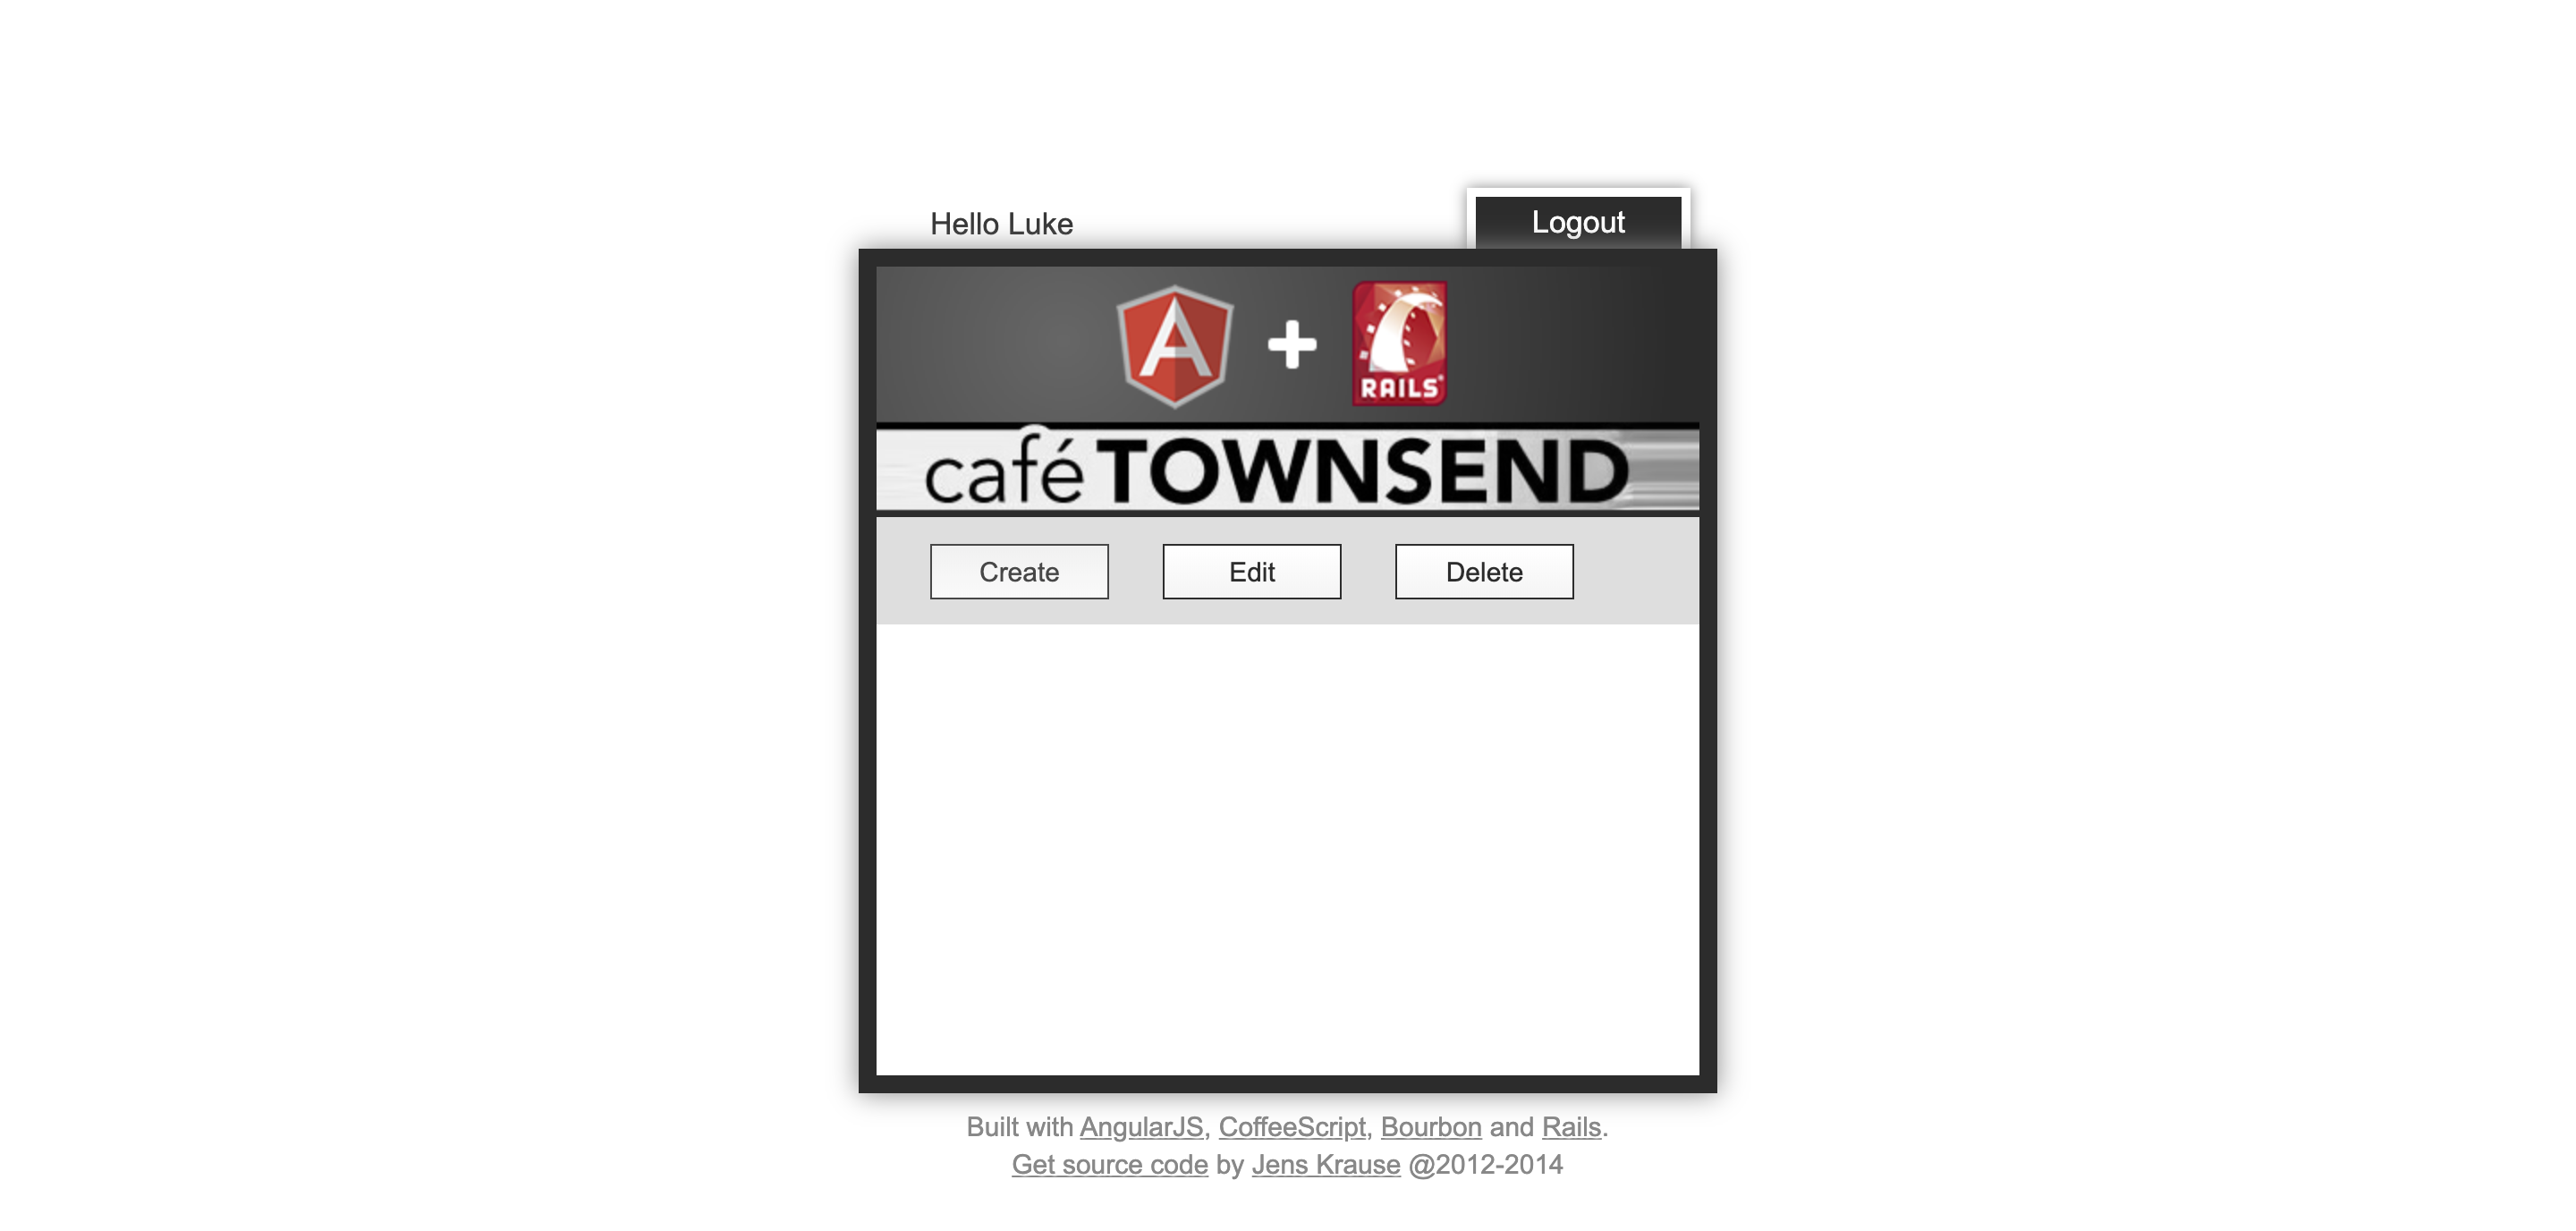 Hello Luke
Logout
A
RAILS
café TOWNSEND
Create
Edit
Delete
Built with AngularJS, CoffeeScript, Bourbon and Rails.
Get source code by Jens Krause @2012-2014